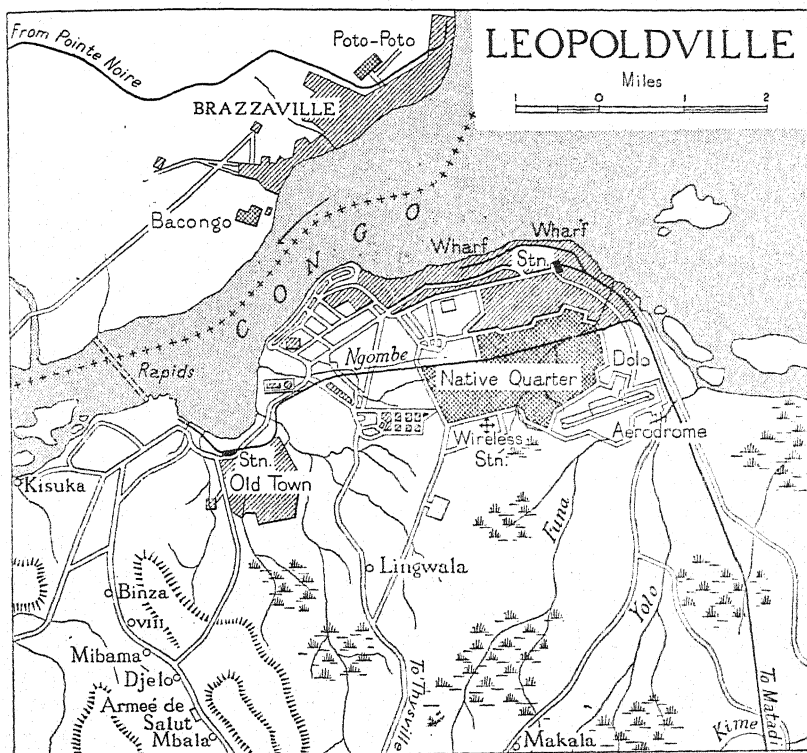 LEOPOLDVILLE
Miles
1 0 1 2
From Pointe Noire
Poto-Poto
BRAZZAVILLE
Bacongo
CONGO
Wharf
Wharf
Stn.
Ngombe
Rapids
Dolo
Native Quarter
Aerodrome
Wireless
Stn.
Stn.
Old Town
Kisuka
Funa
Lingwala
Binza
VIII
Yolo
Mibama
Djelo
To Thysville
To Matadi
Armeé de
Salut
Mbala
Makala
Kime